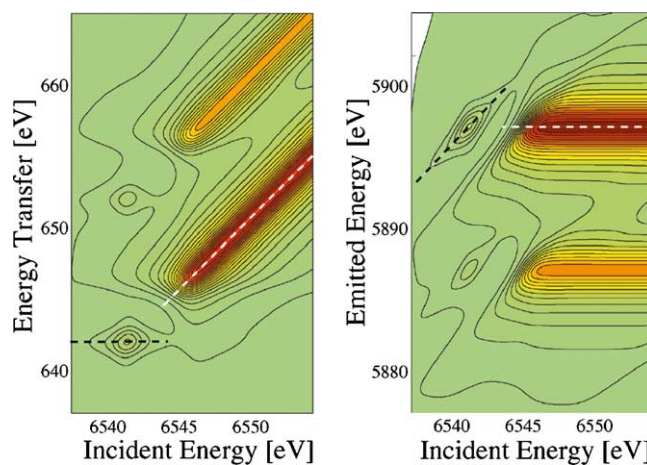 Energy Transfer [eV]
660
650
640
6540 6545 6550
Incident Energy [eV]
Emitted Energy [eV]
5900
5890
5880
6540 6545 6550
Incident Energy [eV]